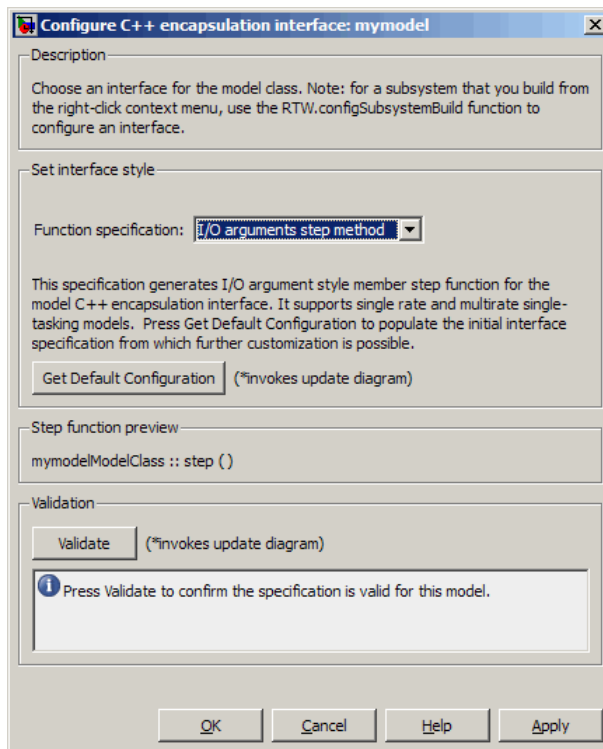 Configure C++ encapsulation interface: mymodel
Description
Choose an interface for the model class. Note: for a subsystem that you build from
the right-click context menu, use the RTW.configSubsystemBuild function to
configure an interface.
Set interface style
Function specification: I/O arguments step method
This specification generates I/O argument style member step function for the
model C++ encapsulation interface. It supports single rate and multirate single-
tasking models. Press Get Default Configuration to populate the initial interface
specification from which further customization is possible.
Get Default Configuration (*invokes update diagram)
Step function preview
mymodelModelClass :: step ( )
Validation
Validate (*invokes update diagram)
Press Validate to confirm the specification is valid for this model.
OK Cancel Help Apply